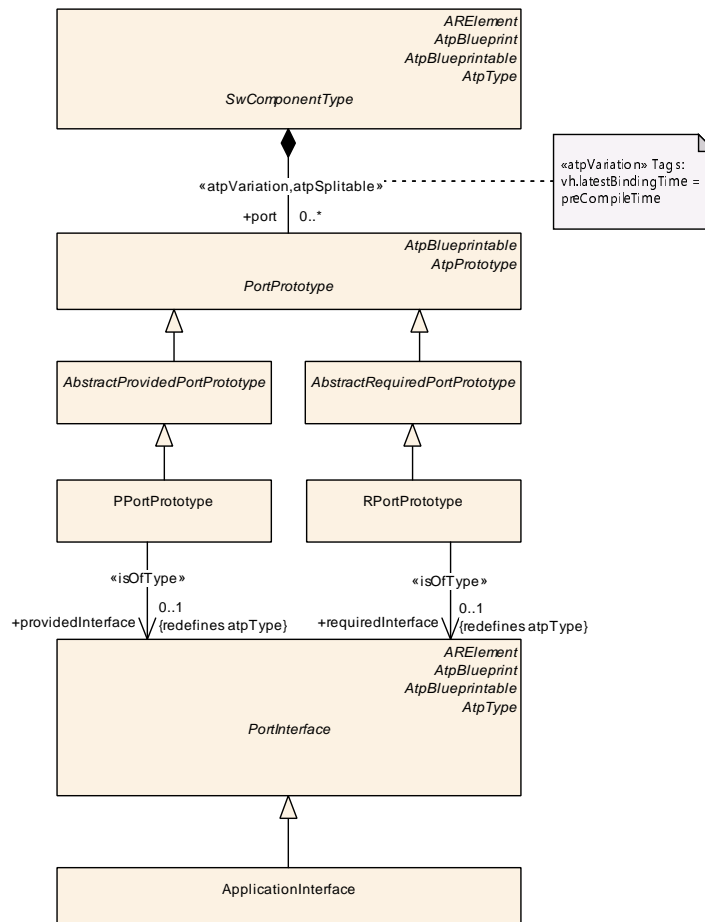 ARElement
AtpBlueprint
AtpBlueprintable
AtpType
SwComponentType
«atpVariation,atpSplitable»
+port 0..*
«atpVariation» Tags:
vh.latestBindingTime =
preCompileTime
AtpBlueprintable
AtpPrototype
PortPrototype
AbstractProvidedPortPrototype
AbstractRequiredPortPrototype
PPortPrototype
RPortPrototype
«isOfType»
«isOfType»
+providedInterface
0..1
{redefines atpType}
+requiredInterface
0..1
{redefines atpType}
ARElement
AtpBlueprint
AtpBlueprintable
AtpType
PortInterface
ApplicationInterface